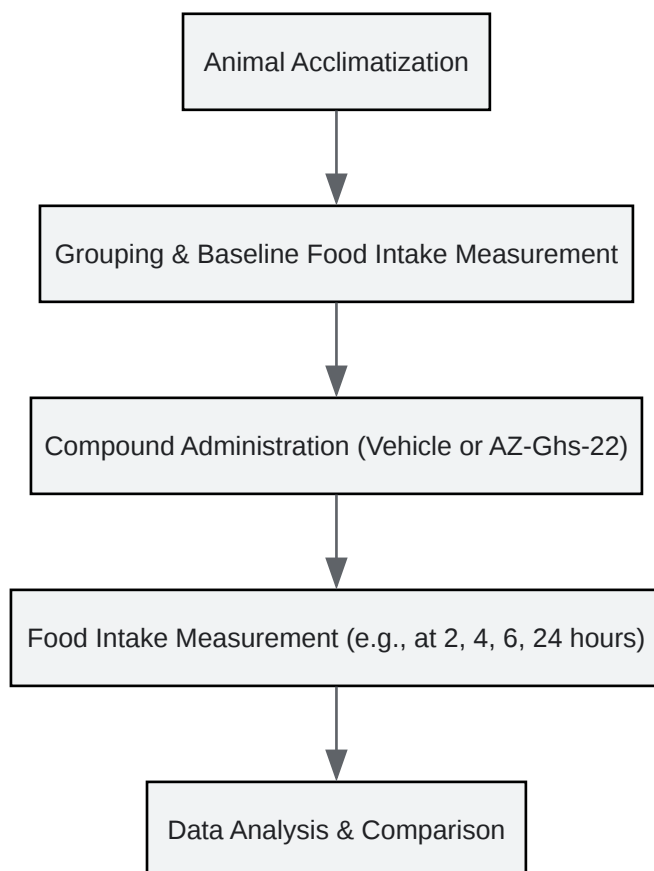 Animal Acclimatization
Grouping & Baseline Food Intake Measurement
Compound Administration (Vehicle or AZ-Ghs-22)
Food Intake Measurement (e.g., at 2, 4, 6, 24 hours)
Data Analysis & Comparison